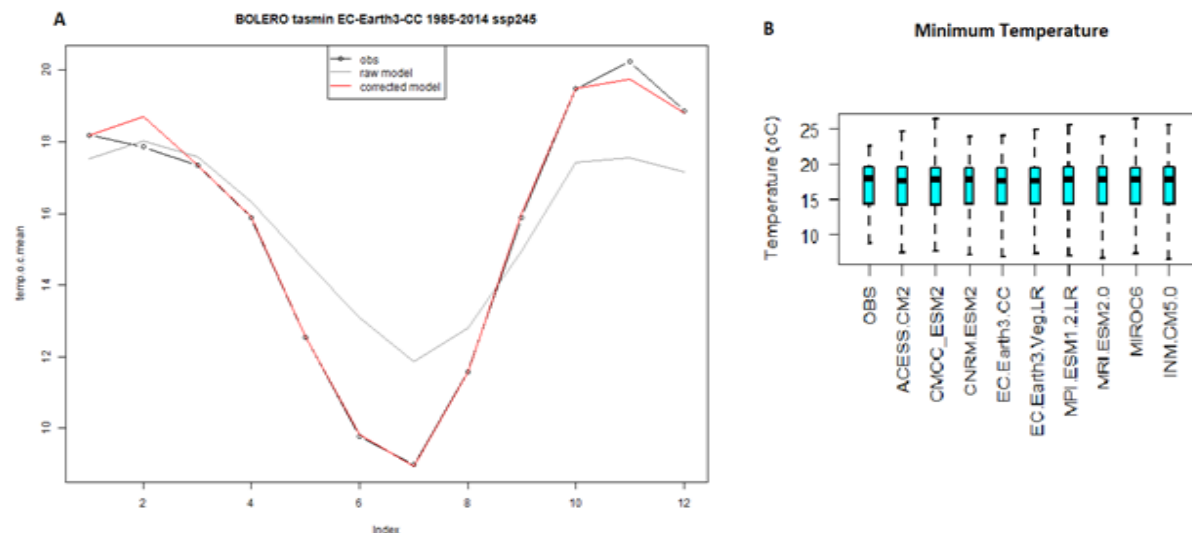 A
BOLERO tasmin EC-Earth3-CC 1985-2014 ssp245
obs
raw model
corrected model
temp.o.c.mean
20
18
16
14
12
10
2
4
6
8
10
12
Index
B
Minimum Temperature
Temperature (oC)
25
20
15
10
OBS
ACESS.CM2
CMCC_ESM2
CNRM.ESM2
EC.Earth3.CC
EC.Earth3.Veg.LR
MPI.ESM1.2.LR
MRI.ESM2.0
MIROC6
INM.CM5.0